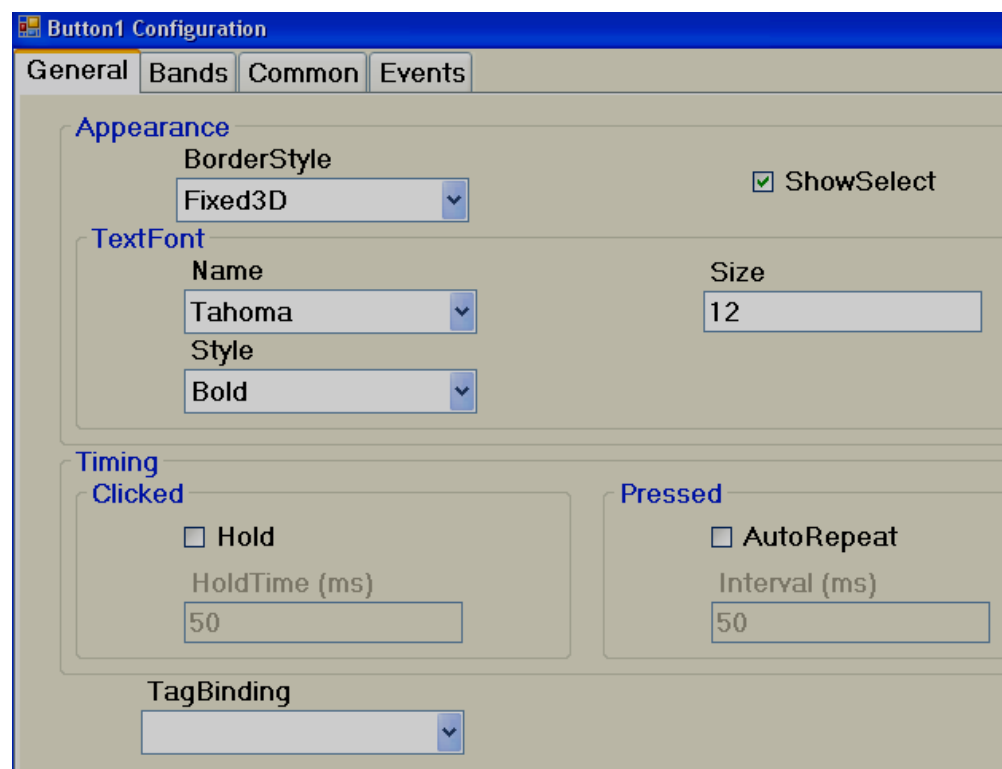 Button1 Configuration
General Bands Common Events
Appearance
BorderStyle
Fixed3D
ShowSelect
TextFont
Name
Tahoma
Size
12
Style
Bold
Timing
Clicked
Hold
HoldTime (ms)
50
Pressed
AutoRepeat
Interval (ms)
50
TagBinding